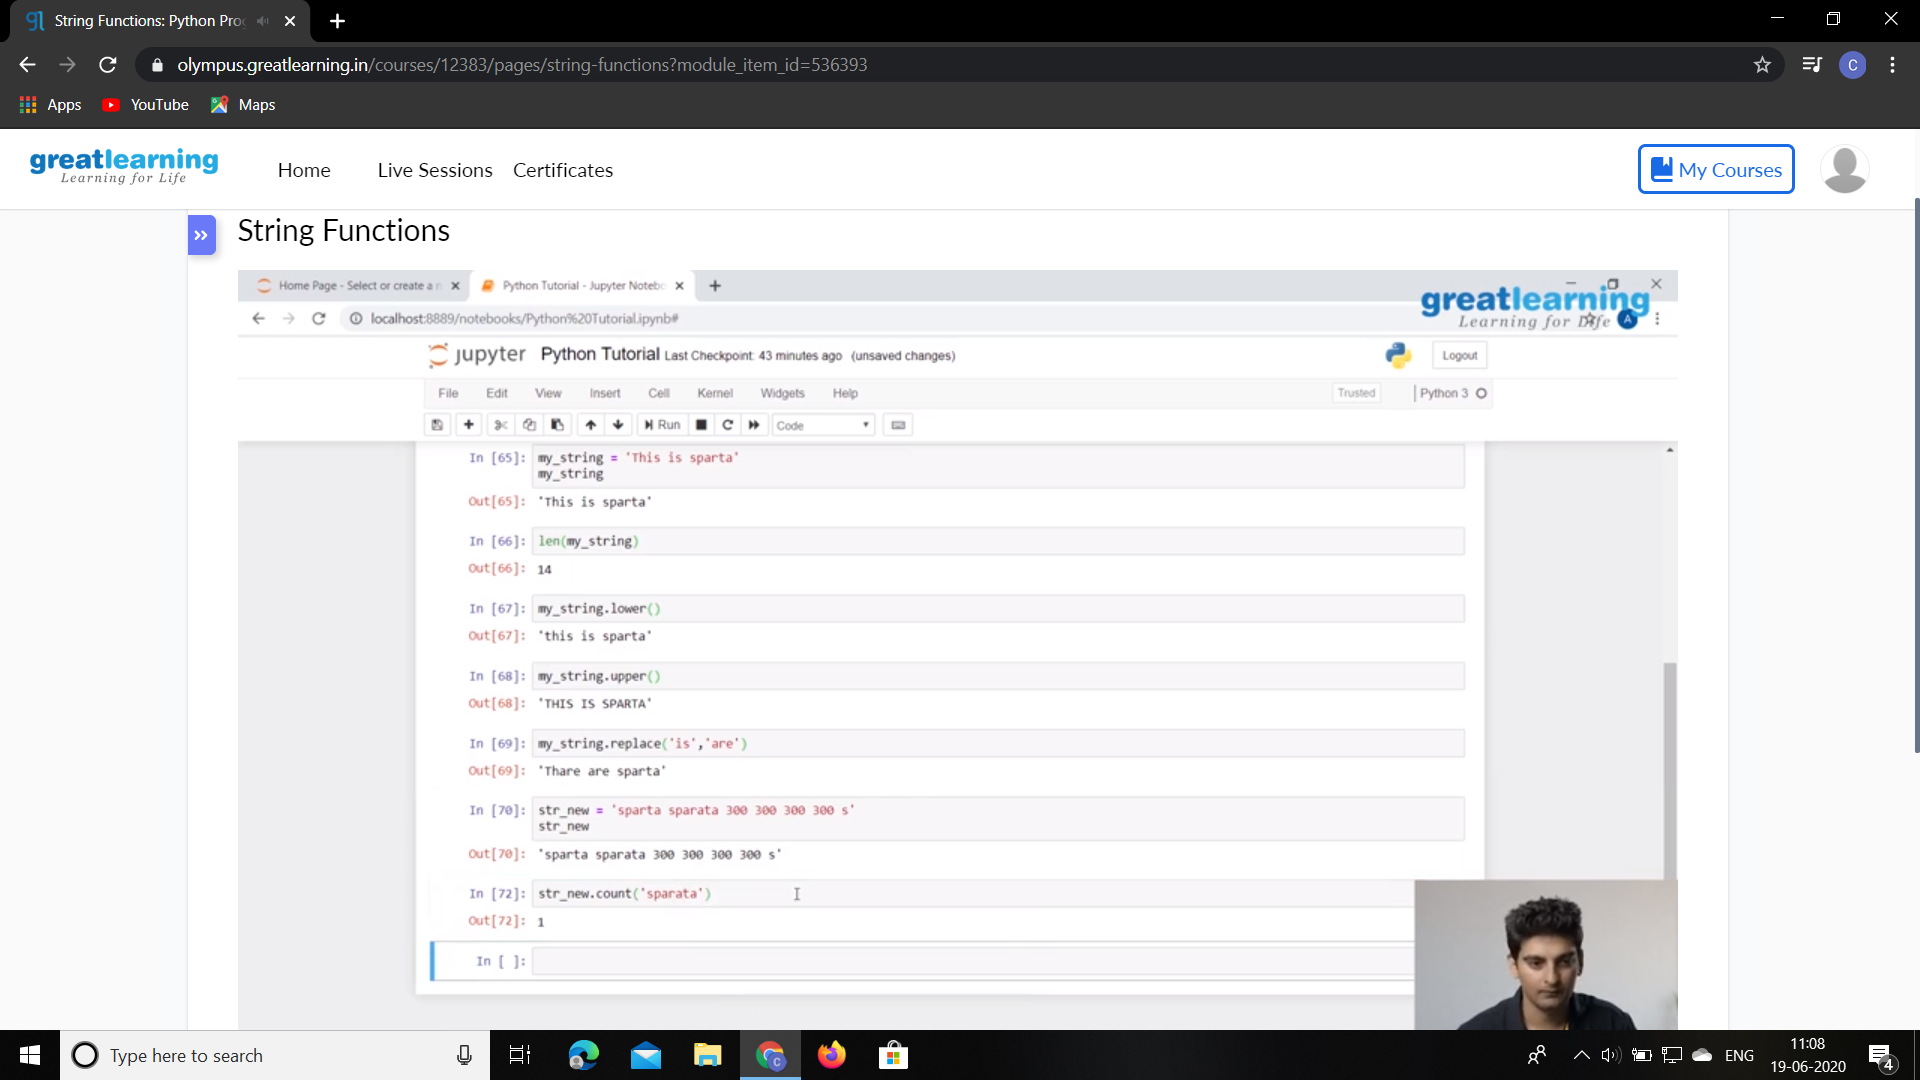 String Functions: Python Pro
olympus.greatlearning.in/courses/12383/pages/string-functions?module_item_id=536393
C
Apps YouTube Maps
greatlearning
Learning for Life
Home Live Sessions Certificates
My Courses
String Functions
Home Page - Select or create a n
Python Tutorial - Jupyter Notebo
greatlearning
Learning for Life
localhost:8889/notebooks/Python%20Tutorial.ipynb#
A
jupyter Python Tutorial Last Checkpoint: 43 minutes ago (unsaved changes)
Logout
File Edit View Insert Cell Kernel Widgets Help
Trusted Python 3
Run Code
In [65]: my_string = 'This is sparta'
my_string
Out[65]: 'This is sparta'
In [66]: len(my_string)
Out[66]: 14
In [67]: my_string.lower()
Out[67]: 'this is sparta'
In [68]: my_string.upper()
Out[68]: 'THIS IS SPARTA'
In [69]: my_string.replace('is','are')
Out[69]: 'Thare are sparta'
In [70]: str_new = 'sparta sparata 300 300 300 300 s'
str_new
Out[70]: 'sparta sparata 300 300 300 300 s'
In [72]: str_new.count('sparata')
Out[72]: 1
In [ ]:
Type here to search
C
ENG
11:08
19-06-2020
4